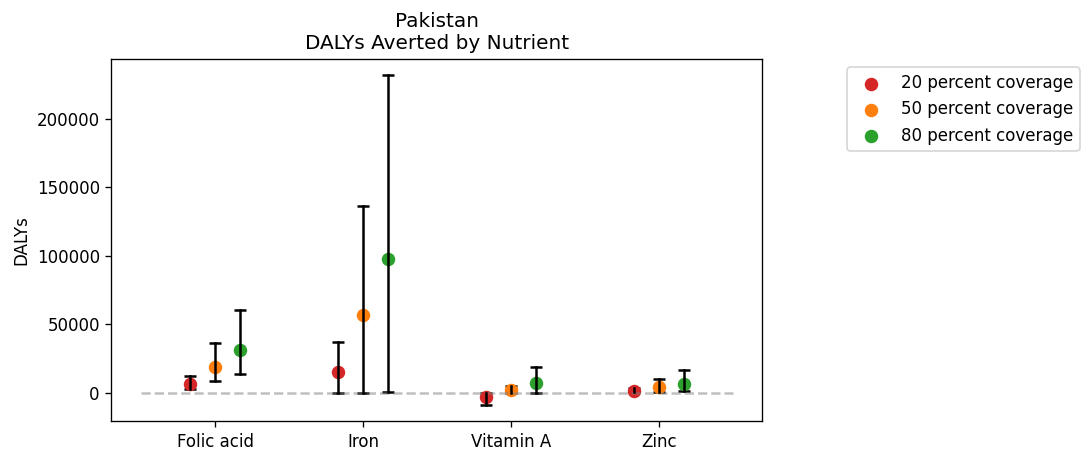 Pakistan
DALYs Averted by Nutrient
20 percent coverage
50 percent coverage
80 percent coverage
DALYs
200000
150000
100000
50000
0
Folic acid
Iron
Vitamin A
Zinc